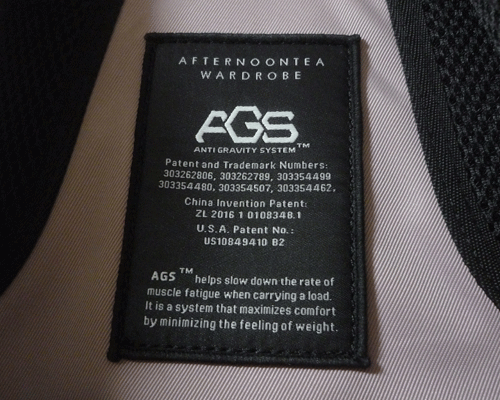 AFTERNOONTEA
WARDROBE
AGS
ANTI GRAVITY SYSTEM™
Patent and Trademark Numbers:
303262806, 303262789, 303354499
303354480, 303354507, 303354462,
China Invention Patent:
ZL 2016 1 0108348.1
U.S.A. Patent No.:
US10849410 B2
AGS™ helps slow down the rate of
muscle fatigue when carrying a load.
It is a system that maximizes comfort
by minimizing the feeling of weight.